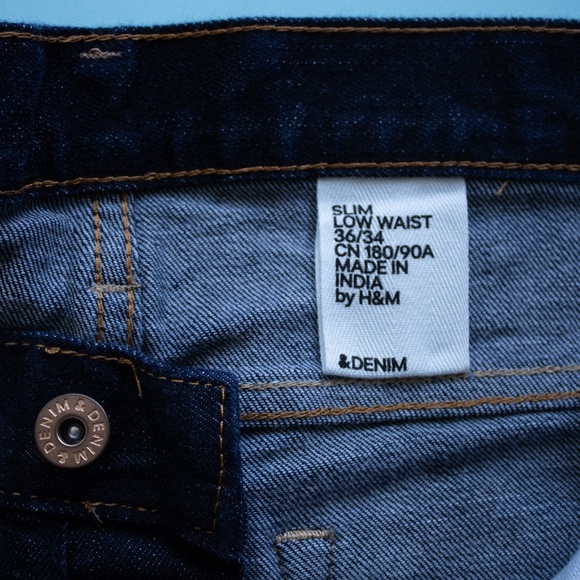 SLIM
LOW WAIST
36/34
CN 180/90A
MADE IN
INDIA
by H&M
&DENIM
&DENIM & DENIM